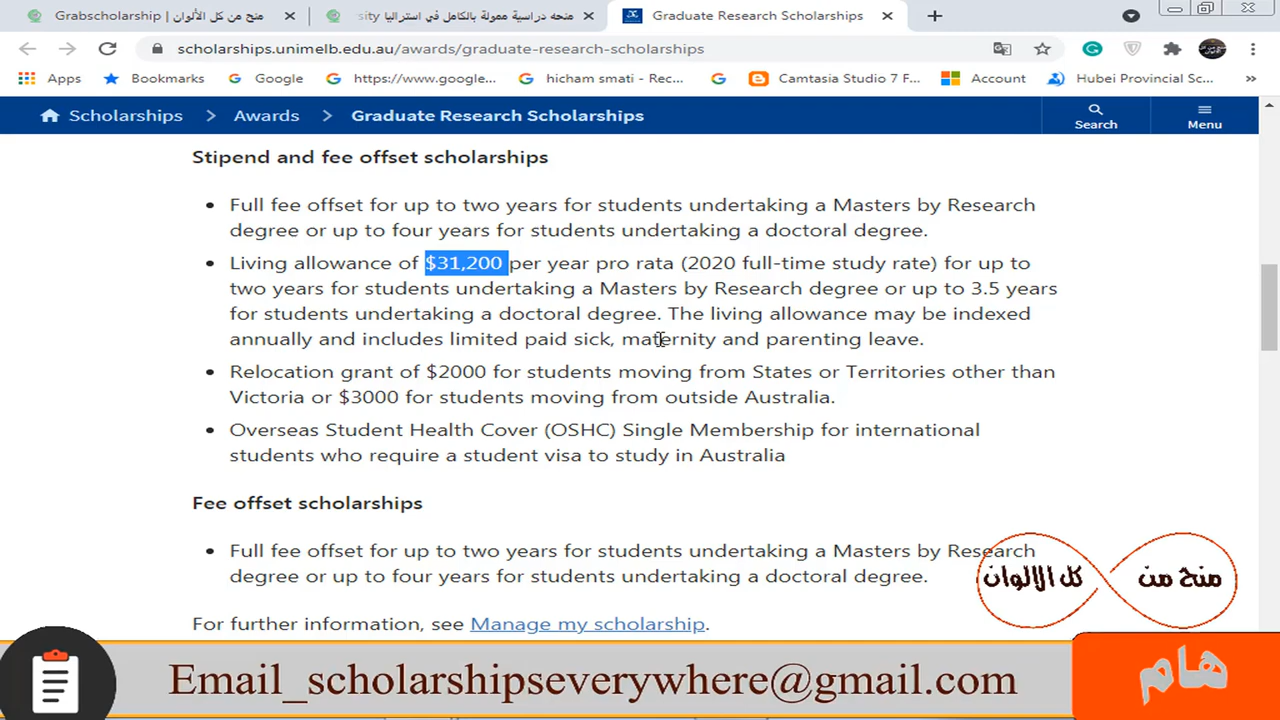 Grabscholarship | منح من كل الألوان
منحه دراسية ممولة بالكامل في استراليا sity
Graduate Research Scholarships
scholarships.unimelb.edu.au/awards/graduate-research-scholarships
Apps Bookmarks Google https://www.google... hicham smati - Rec... Camtasia Studio 7 F... Account Hubei Provincial Sc... »
Scholarships > Awards > Graduate Research Scholarships Search Menu
Stipend and fee offset scholarships
• Full fee offset for up to two years for students undertaking a Masters by Research
degree or up to four years for students undertaking a doctoral degree.
• Living allowance of $31,200 per year pro rata (2020 full-time study rate) for up to
two years for students undertaking a Masters by Research degree or up to 3.5 years
for students undertaking a doctoral degree. The living allowance may be indexed
annually and includes limited paid sick, maternity and parenting leave.
• Relocation grant of $2000 for students moving from States or Territories other than
Victoria or $3000 for students moving from outside Australia.
• Overseas Student Health Cover (OSHC) Single Membership for international
students who require a student visa to study in Australia
Fee offset scholarships
• Full fee offset for up to two years for students undertaking a Masters by Research
degree or up to four years for students undertaking a doctoral degree.
منح من كل الالوان
For further information, see Manage my scholarship.
Email_scholarshipseverywhere@gmail.com
هام